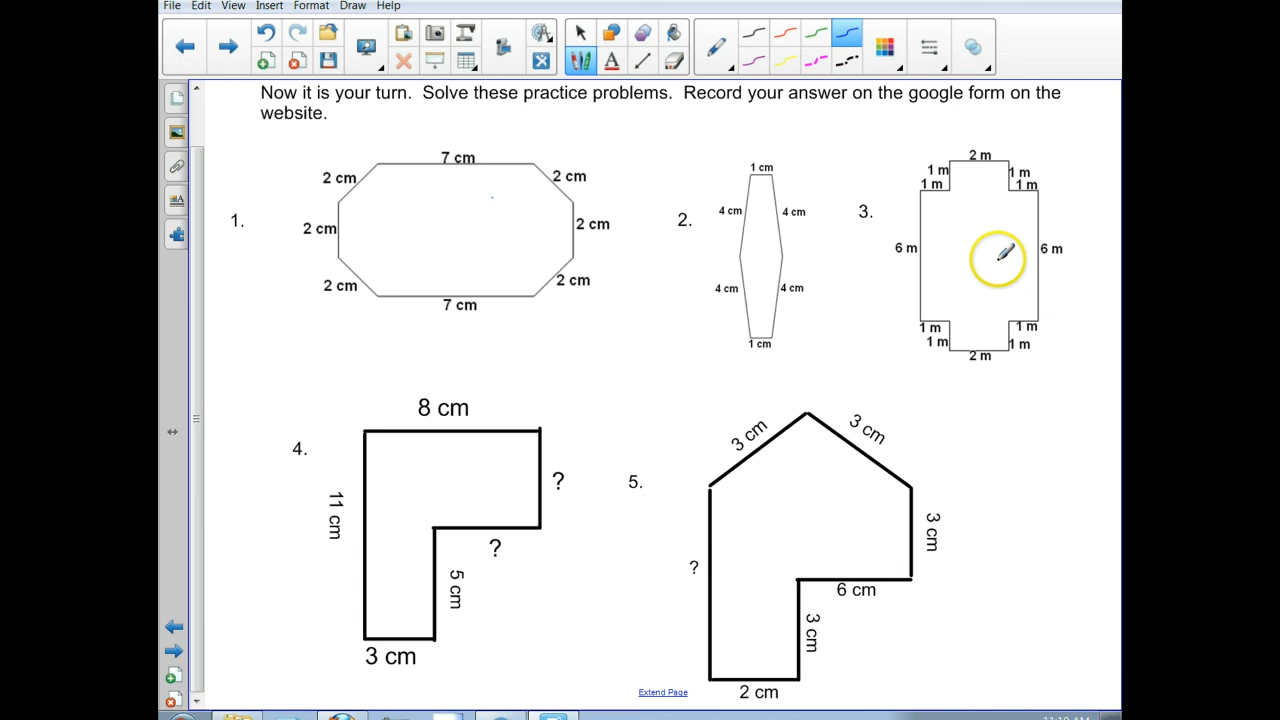 File Edit View Insert Format Draw Help
Now it is your turn. Solve these practice problems. Record your answer on the google form on the
website.
1.
7 cm
2 cm
2 cm
2 cm
2 cm
2 cm
2 cm
7 cm
2.
1 cm
4 cm
4 cm
4 cm
4 cm
1 cm
3.
2 m
1 m
1 m
1 m
1 m
6 m
6 m
1 m
1 m
1 m
1 m
2 m
4.
8 cm
11 cm
?
?
5 cm
3 cm
5.
3 cm
3 cm
3 cm
?
6 cm
3 cm
2 cm
Extend Page